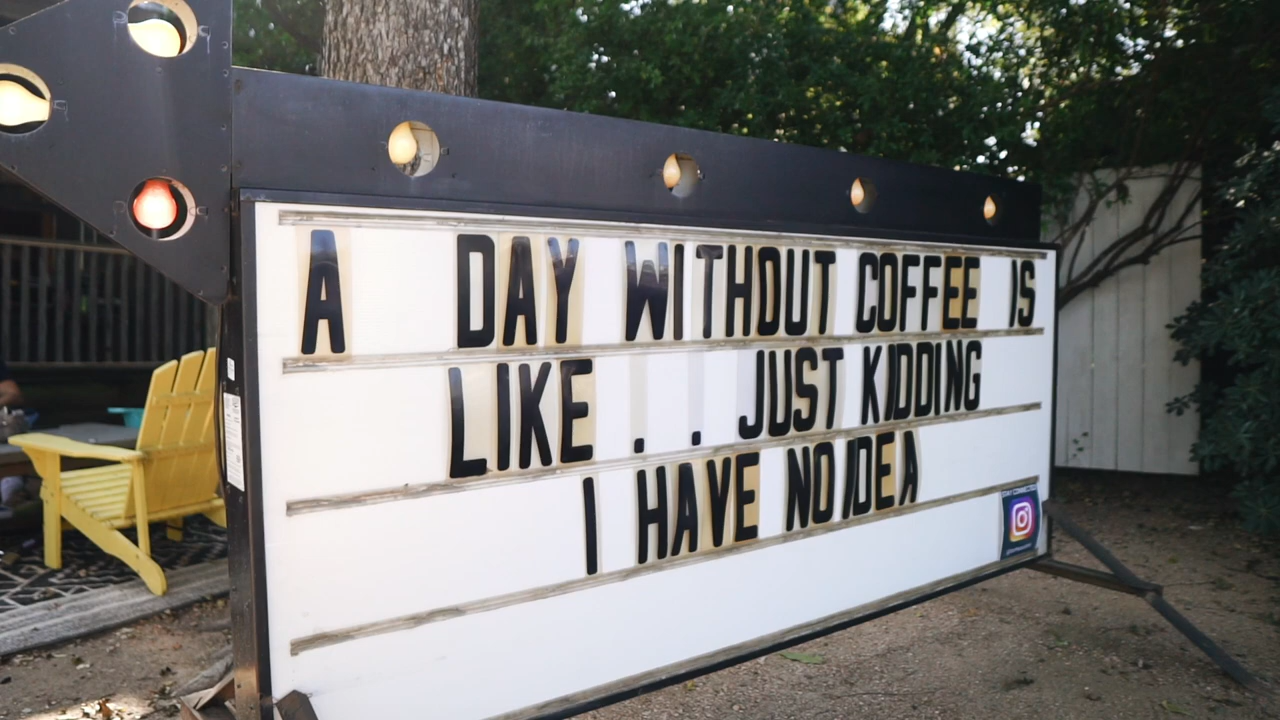 A DAY WITHOUT COFFEE IS
LIKE . . JUST KIDDING
I HAVE NO IDEA